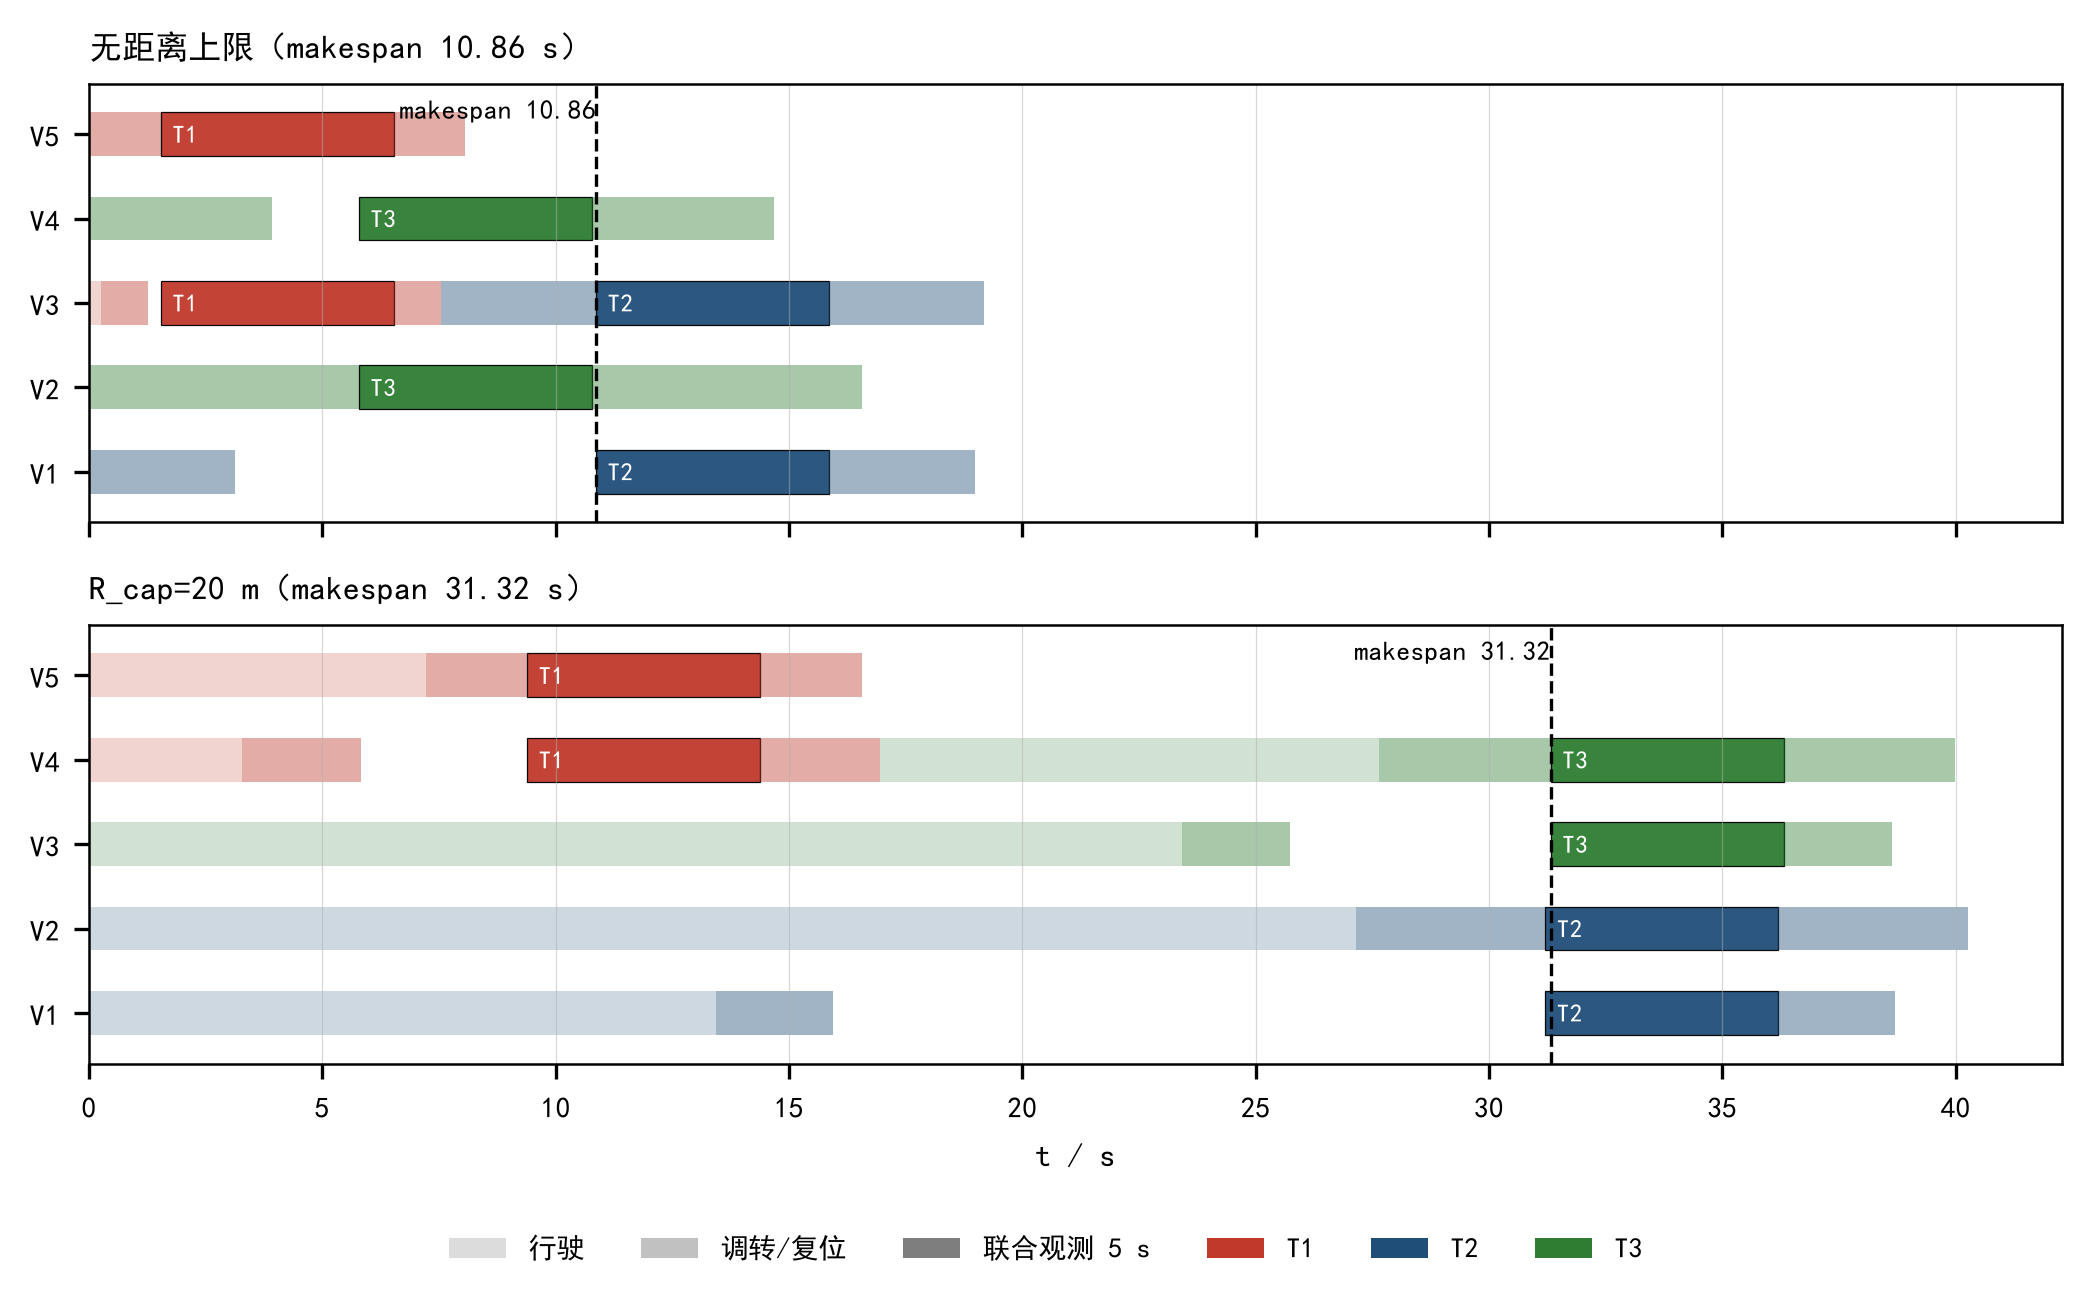 无距离上限（makespan 10.86 s）
makespan 10.86
V5 T1
V4 T3
V3 T1 T2
V2 T3
V1 T2
R_cap=20 m（makespan 31.32 s）
makespan 31.32
V5 T1
V4 T1 T3
V3 T3
V2 T2
V1 T2
0 5 10 15 20 25 30 35 40
t / s
行驶 调转/复位 联合观测 5 s T1 T2 T3